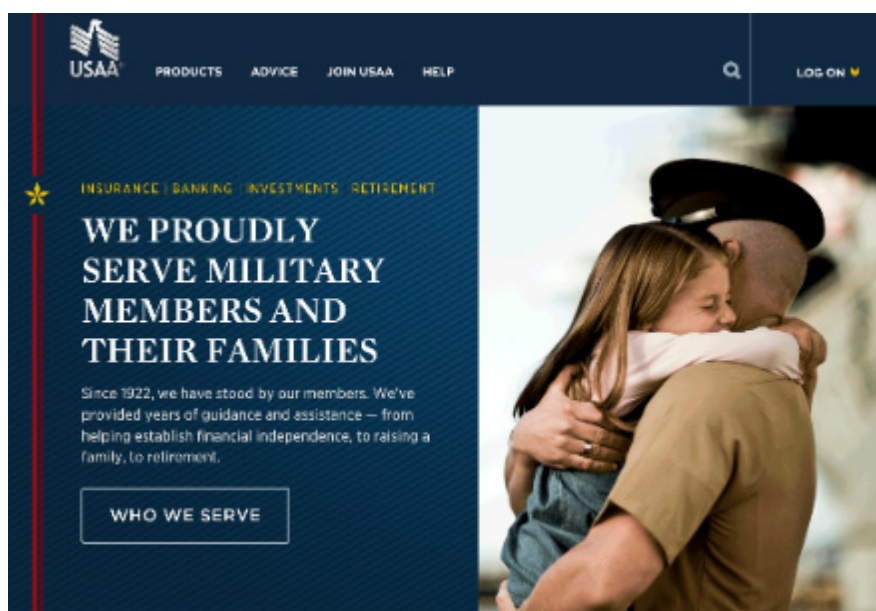 USAA
PRODUCTS ADVICE JOIN USAA HELP
LOG ON
INSURANCE | BANKING | INVESTMENTS | RETIREMENT
WE PROUDLY
SERVE MILITARY
MEMBERS AND
THEIR FAMILIES
Since 1922, we have stood by our members. We've
provided years of guidance and assistance — from
helping establish financial independence, to raising a
family, to retirement.
WHO WE SERVE